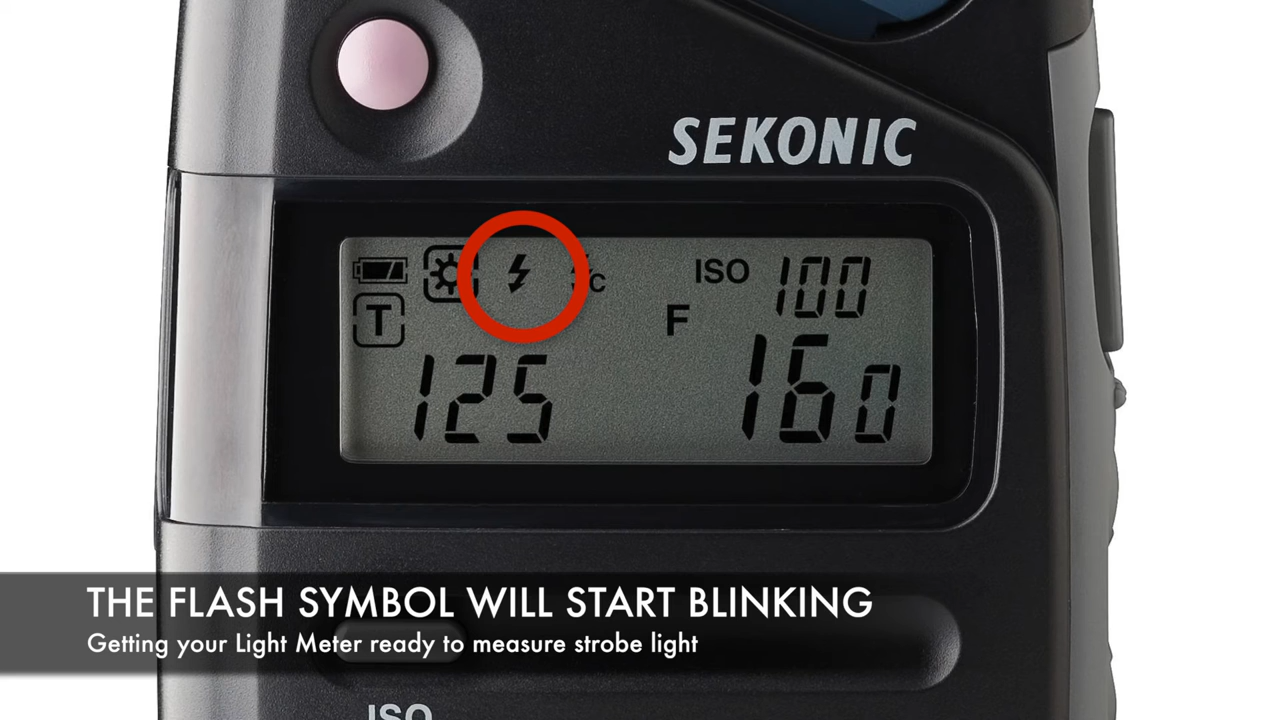 SEKONIC
ISO 100
T
C
F
125
16 0
THE FLASH SYMBOL WILL START BLINKING
Getting your Light Meter ready to measure strobe light
ISO